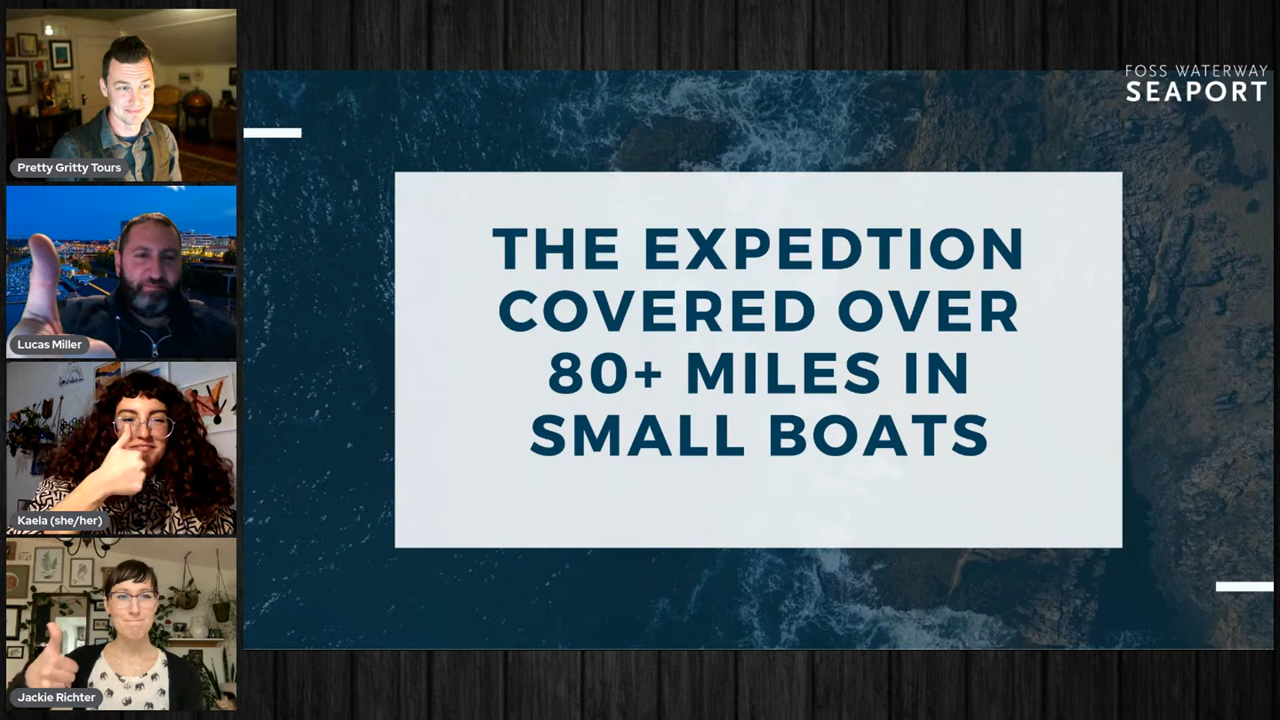 Pretty Gritty Tours
Lucas Miller
Kaela (she/her)
Jackie Richter
FOSS WATERWAY
SEAPORT
THE EXPEDTION
COVERED OVER
80+ MILES IN
SMALL BOATS